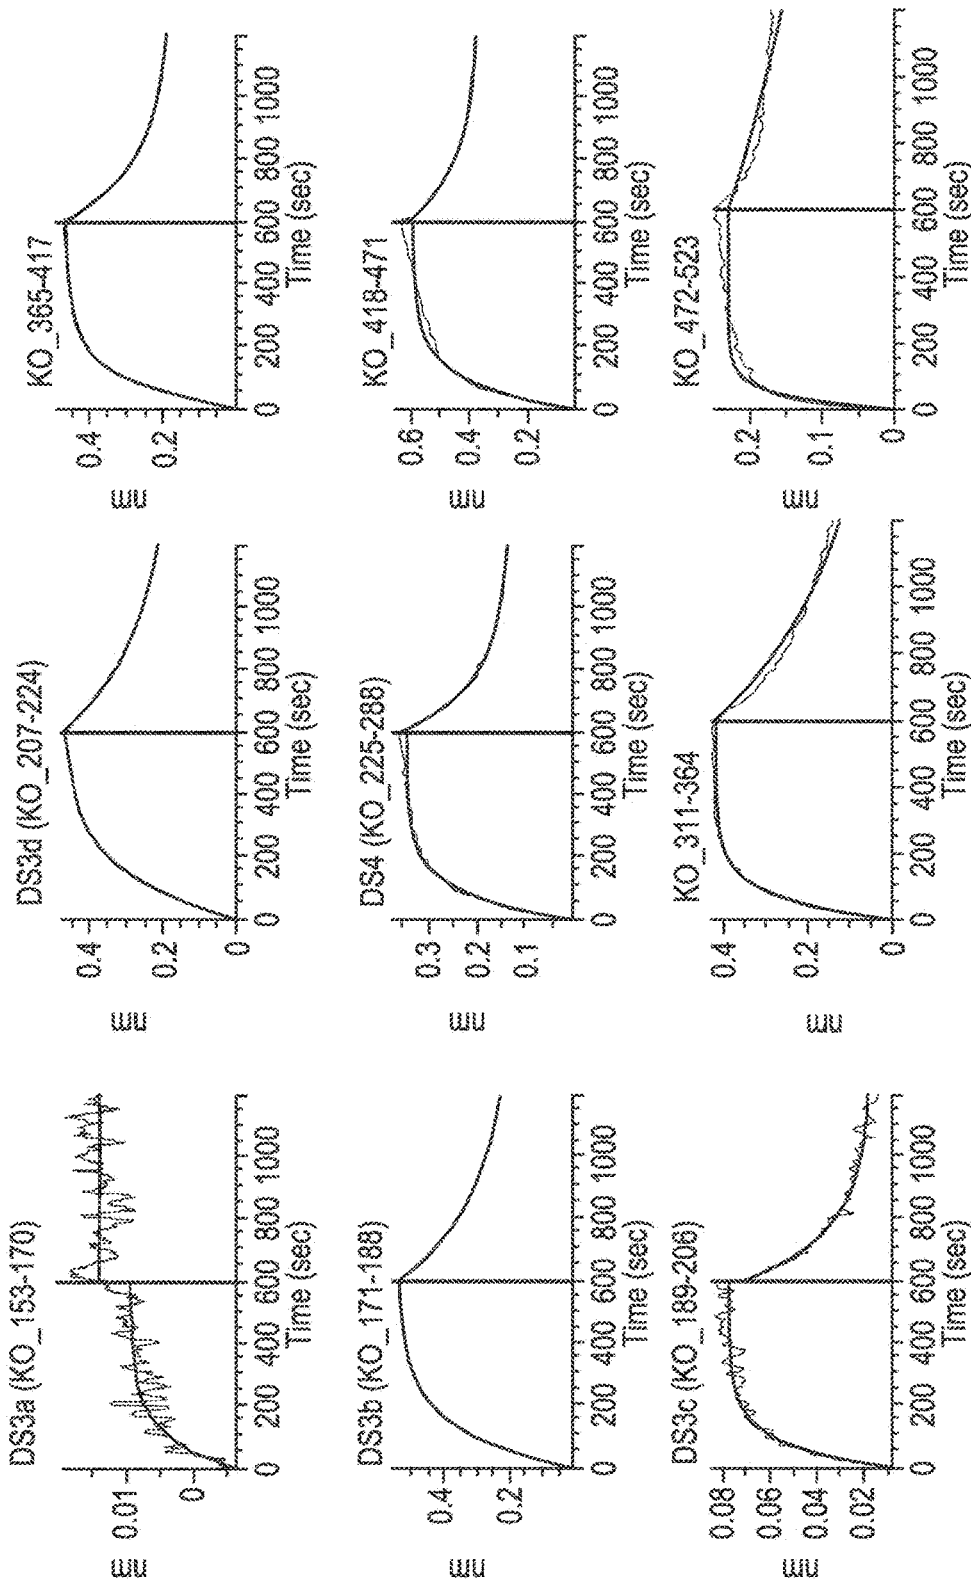 DS3a (KO_153-170)
nm
0.01
0
0 200 400 600 800 1000
Time (sec)
DS3b (KO_171-188)
nm
0.4
0.2
0 200 400 600 800 1000
Time (sec)
DS3c (KO_189-206)
nm
0.08
0.06
0.04
0.02
0 200 400 600 800 1000
Time (sec)
DS3d (KO_207-224)
nm
0.4
0.2
0
0 200 400 600 800 1000
Time (sec)
DS4 (KO_225-288)
nm
0.3
0.2
0.1
0 200 400 600 800 1000
Time (sec)
KO_311-364
nm
0.4
0.2
0
0 200 400 600 800 1000
Time (sec)
KO_365-417
nm
0.4
0.2
0 200 400 600 800 1000
Time (sec)
KO_418-471
nm
0.6
0.4
0.2
0 200 400 600 800 1000
Time (sec)
KO_472-523
nm
0.2
0.1
0
0 200 400 600 800 1000
Time (sec)